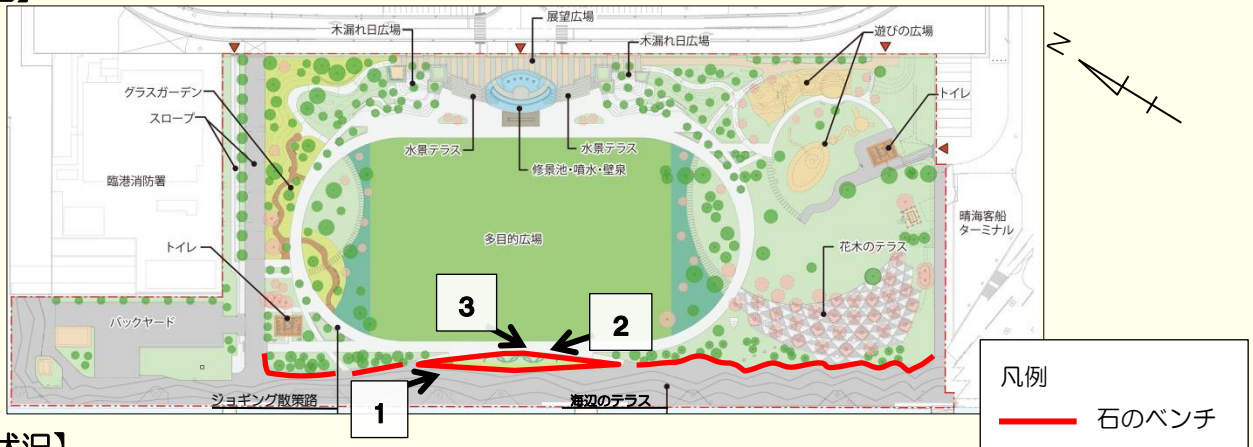 展望広場
木漏れ日広場
木漏れ日広場
遊びの広場
N
グラスガーデン
トイレ
スロープ
水景テラス
水景テラス
修景池・噴水・壁泉
臨港消防署
晴海客船
ターミナル
トイレ
多目的広場
花木のテラス
バックヤード
3
2
1
ジョギング散策路
海辺のテラス
凡例
石のベンチ